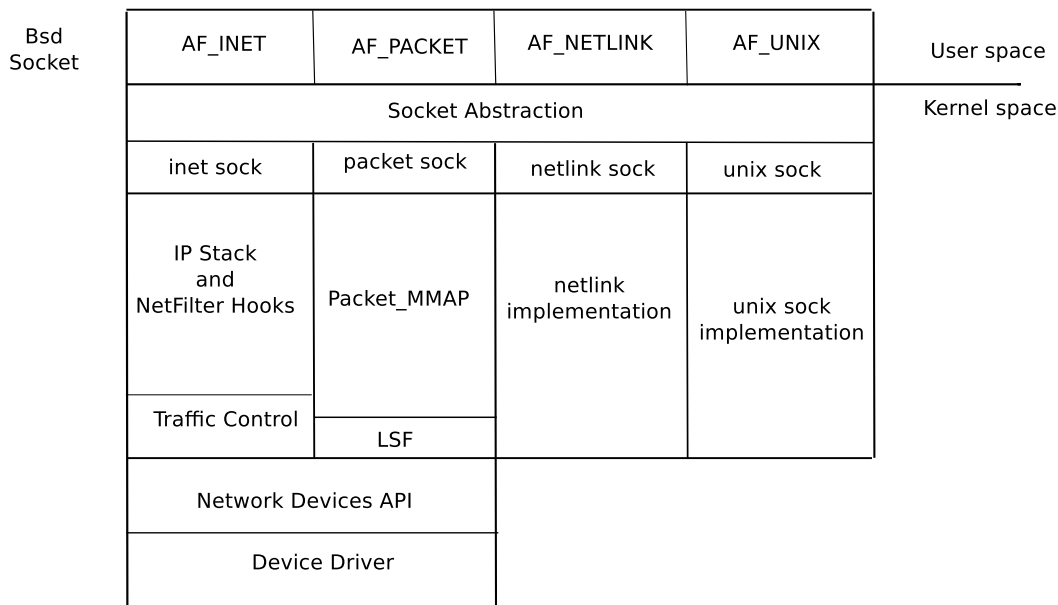 Bsd
Socket
AF_INET
AF_PACKET
AF_NETLINK
AF_UNIX
User space
Kernel space
Socket Abstraction
inet sock
packet sock
netlink sock
unix sock
IP Stack
and
NetFilter Hooks
Packet_MMAP
netlink
implementation
unix sock
implementation
Traffic Control
LSF
Network Devices API
Device Driver